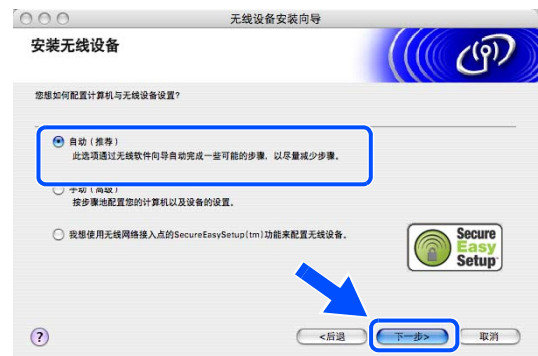 无线设备安装向导
安装无线设备
您想如何配置计算机与无线设备设置?
自动（推荐）
此选项通过无线软件向导自动完成一些可能的步骤，以尽量减少步骤。
手动（高级）
按步骤地配置您的计算机以及设备的设置。
我想使用无线网络接入点的SecureEasySetup(tm)功能来配置无线设备。
Secure
Easy
Setup
?
<后退
下一步>
取消